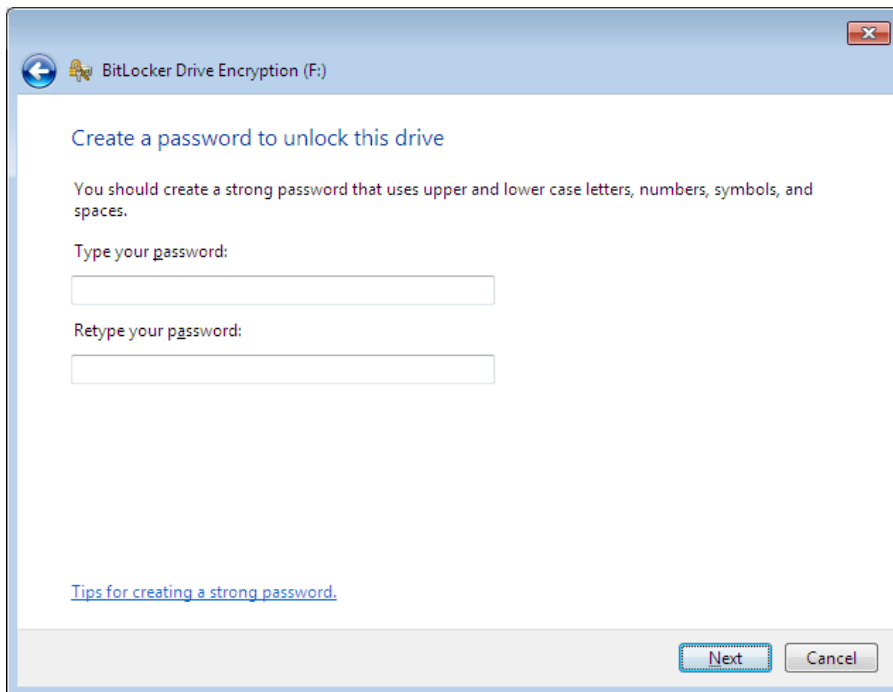 BitLocker Drive Encryption (F:)
Create a password to unlock this drive
You should create a strong password that uses upper and lower case letters, numbers, symbols, and
spaces.
Type your password:
Retype your password:
Tips for creating a strong password.
Next Cancel